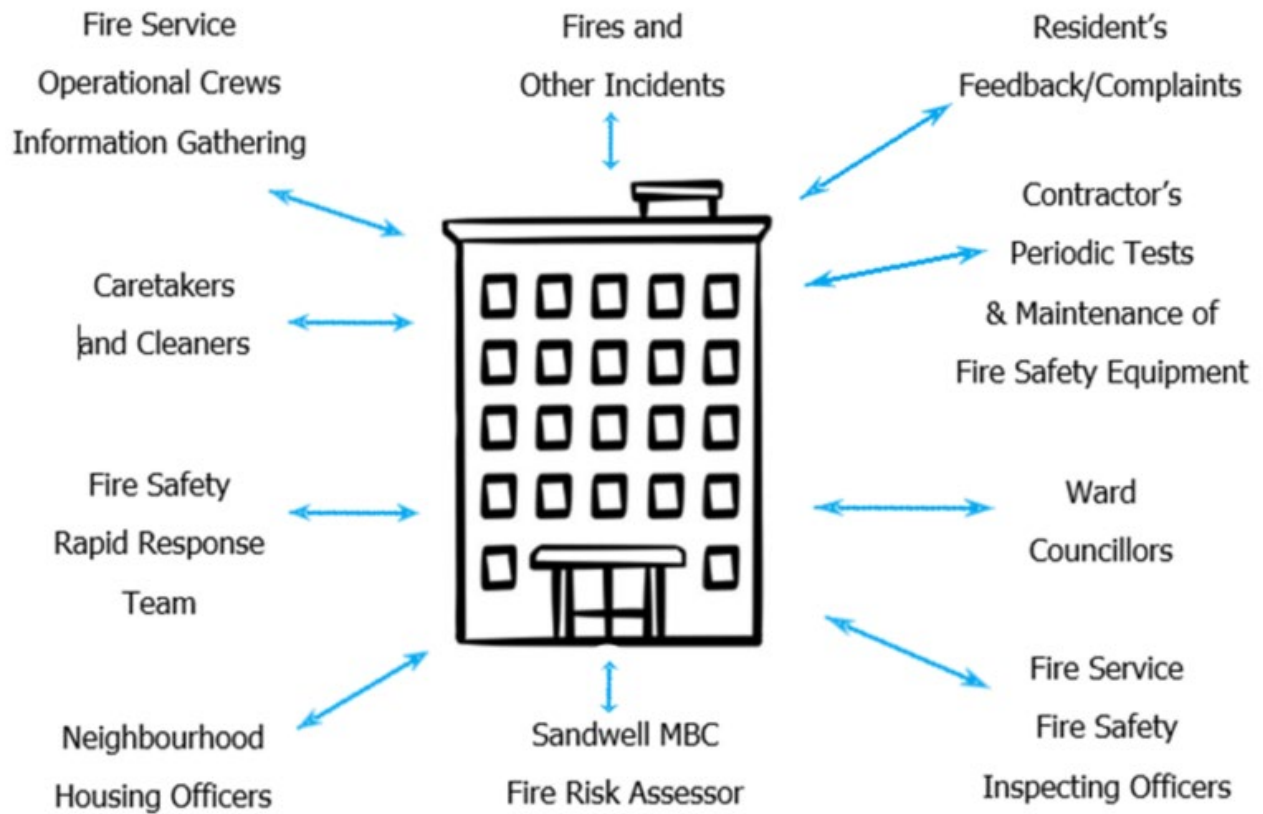 Fire Service
Operational Crews
Information Gathering
Fires and
Other Incidents
Resident's
Feedback/Complaints
Contractor's
Periodic Tests
& Maintenance of
Fire Safety Equipment
Caretakers
and Cleaners
Fire Safety
Rapid Response
Team
Ward
Councillors
Neighbourhood
Housing Officers
Sandwell MBC
Fire Risk Assessor
Fire Service
Fire Safety
Inspecting Officers